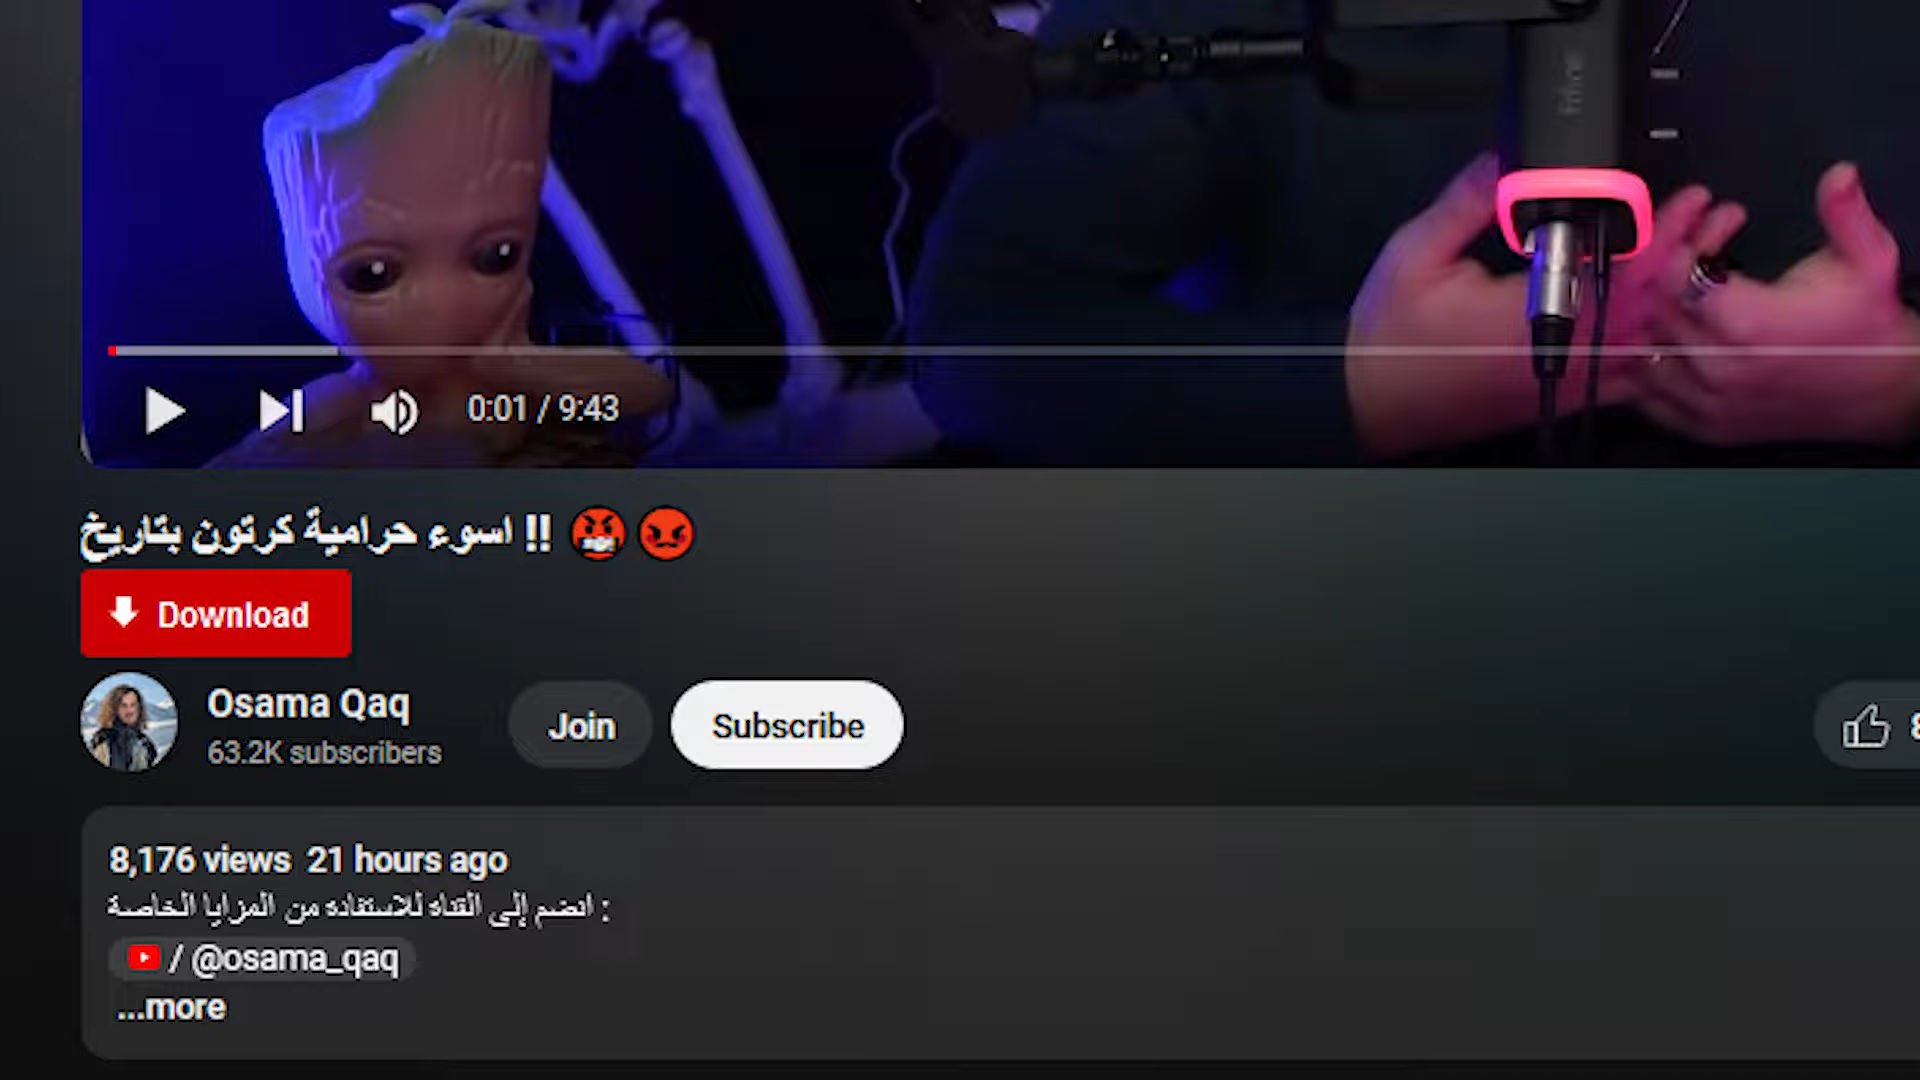 0:01 / 9:43
اسوء حرامية كرتون بتاريخ !! 🤬 😡
Download
Osama Qaq
63.2K subscribers
Join
Subscribe
8,176 views 21 hours ago
انضم إلى القناة للاستفادة من المزايا الخاصة :
/ @osama_qaq
...more